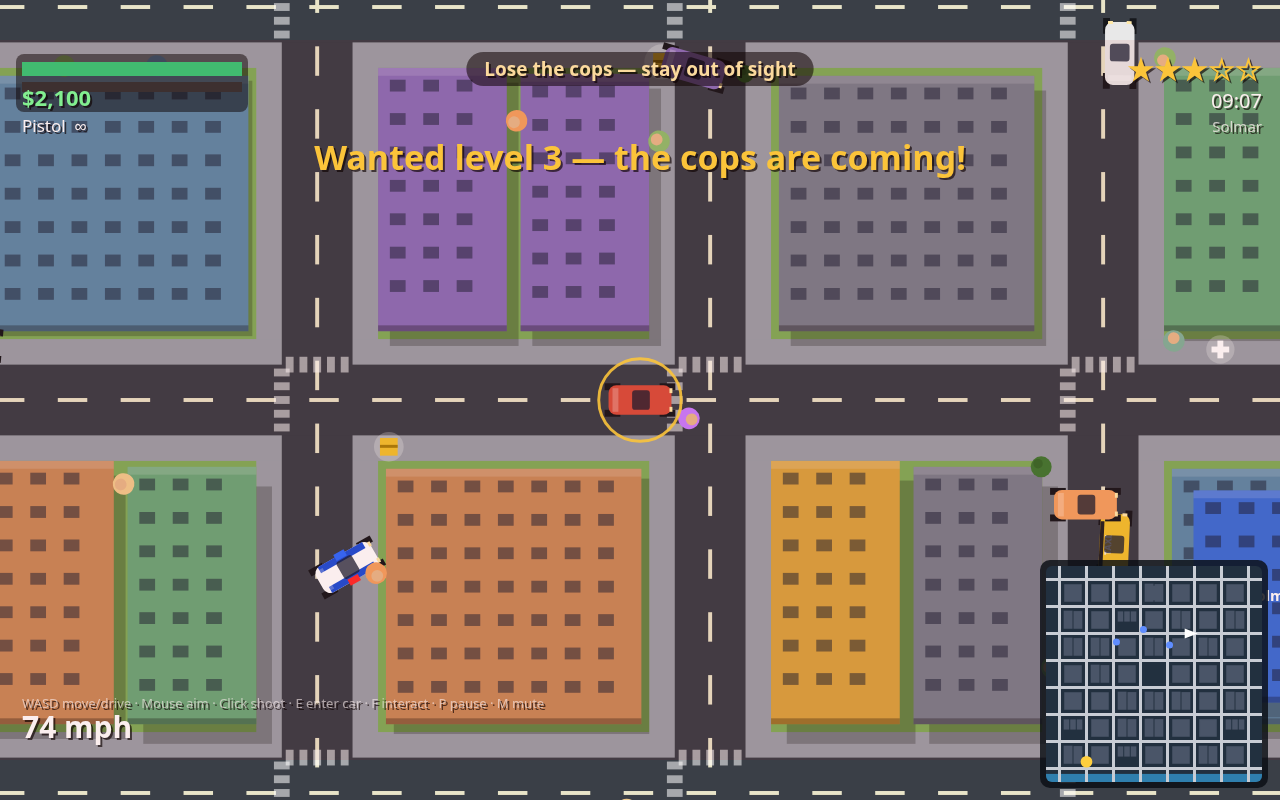 Lose the cops — stay out of sight
$2,100
Pistol ∞
09:07
Solmar
Wanted level 3 — the cops are coming!
WASD move/drive · Mouse aim · Click shoot · E enter car · F interact · P pause · M mute
74 mph